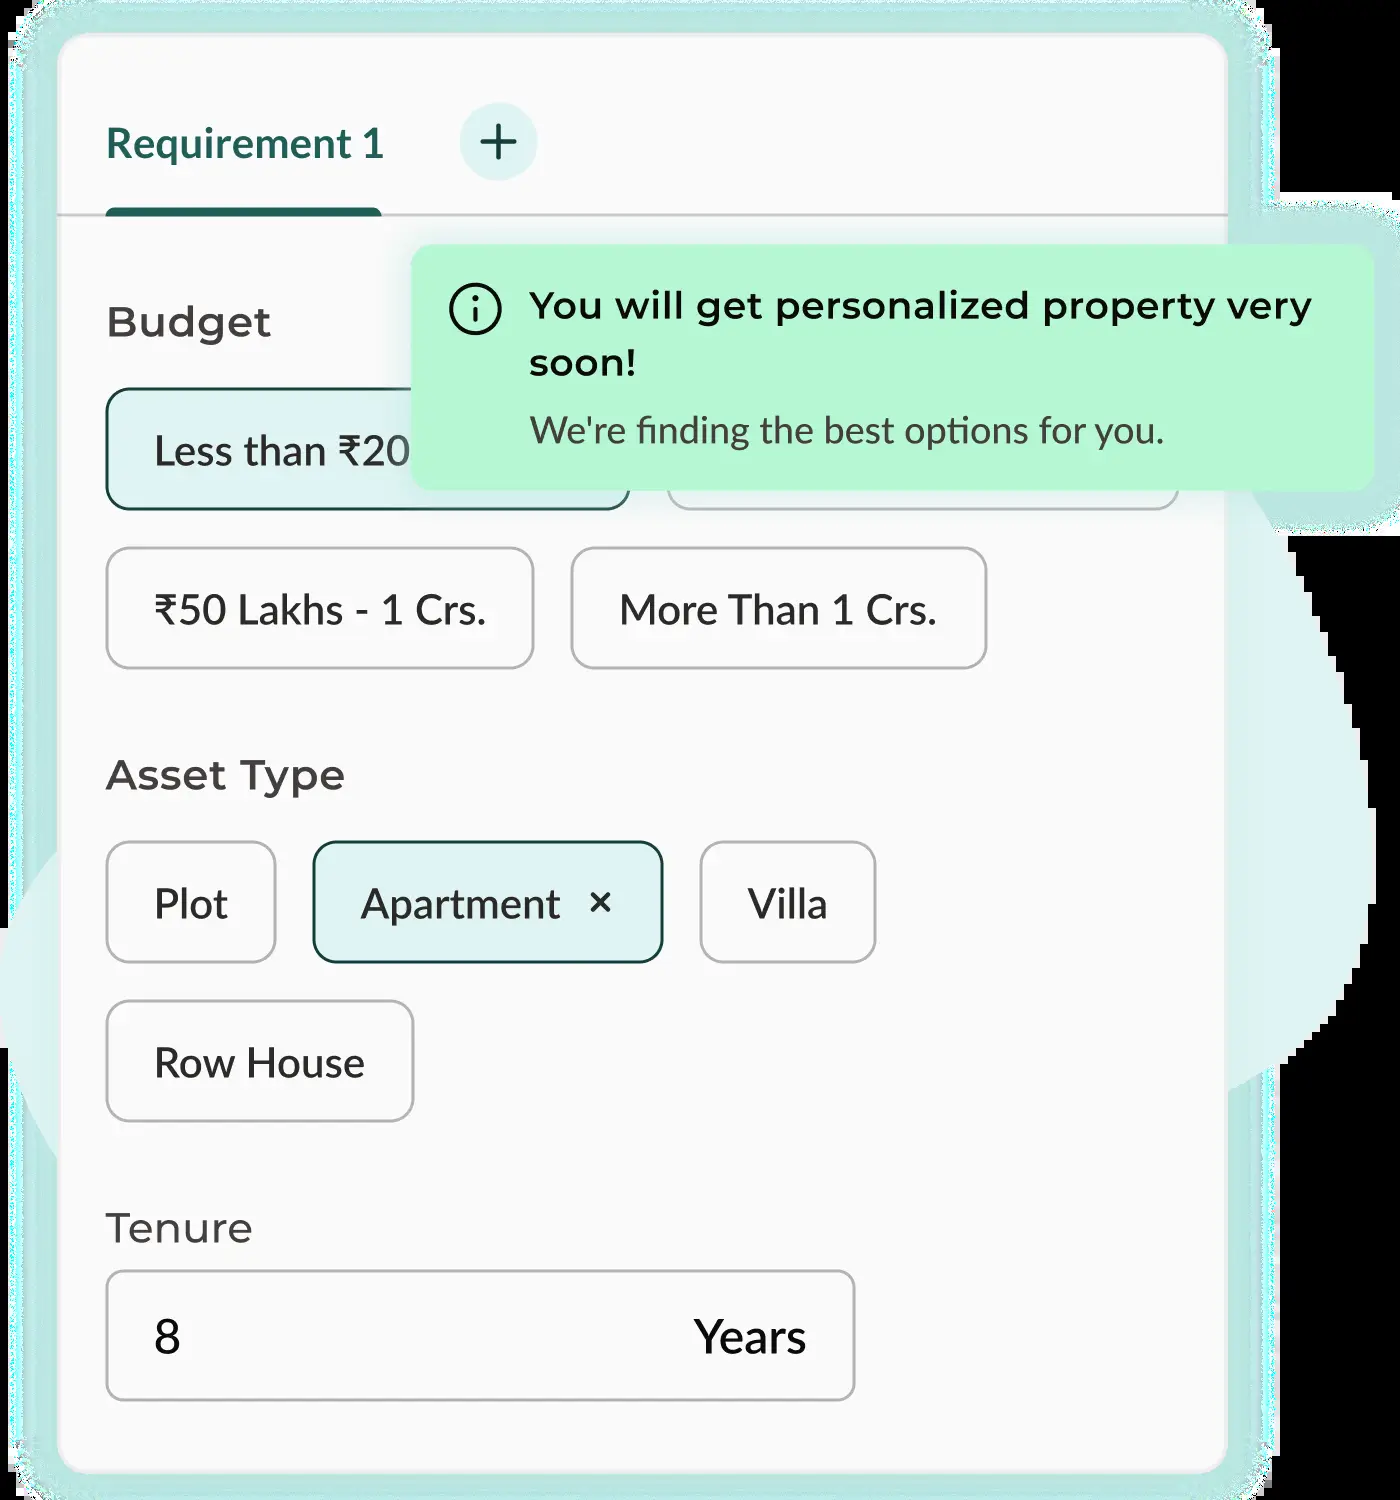 Requirement 1
Budget
You will get personalized property very
soon!
We're finding the best options for you.
Less than ₹20
₹50 Lakhs - 1 Crs.
More Than 1 Crs.
Asset Type
Plot
Apartment ×
Villa
Row House
Tenure
8 Years